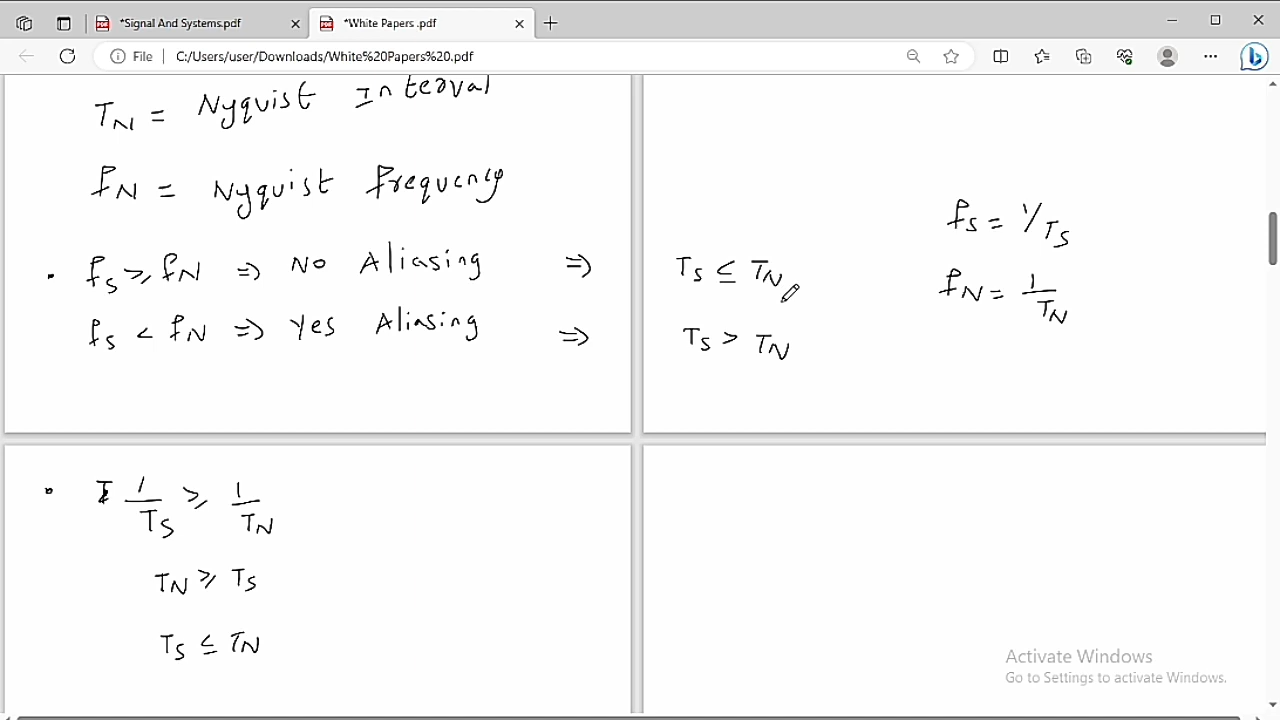 *Signal And Systems.pdf
*White Papers .pdf
File | C:/Users/user/Downloads/White%20Papers%20.pdf
T_N = Nyquist Interval
f_N = Nyquist frequency
• f_S ≥ f_N ⇒ No Aliasing ⇒ T_S ≤ T_N
f_S < f_N ⇒ Yes Aliasing ⇒ T_S > T_N
f_S = 1/T_S
f_N = 1/T_N
• 1/T_S ≥ 1/T_N
T_N ≥ T_S
T_S ≤ T_N
Activate Windows
Go to Settings to activate Windows.